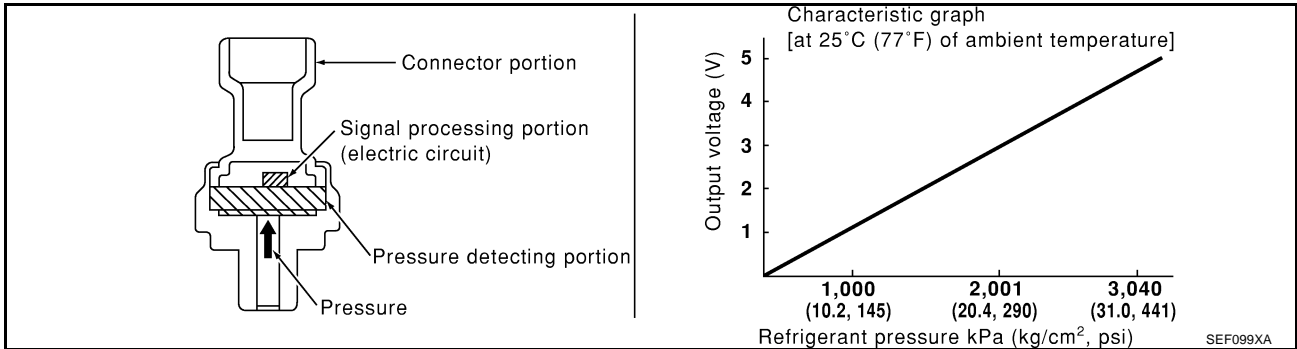 Connector portion
Signal processing portion
(electric circuit)
Pressure detecting portion
Pressure
Characteristic graph
[at 25°C (77°F) of ambient temperature]
Output voltage (V)
5
4
3
2
1
1,000 2,001 3,040
(10.2, 145) (20.4, 290) (31.0, 441)
Refrigerant pressure kPa (kg/cm², psi)
SEF099XA